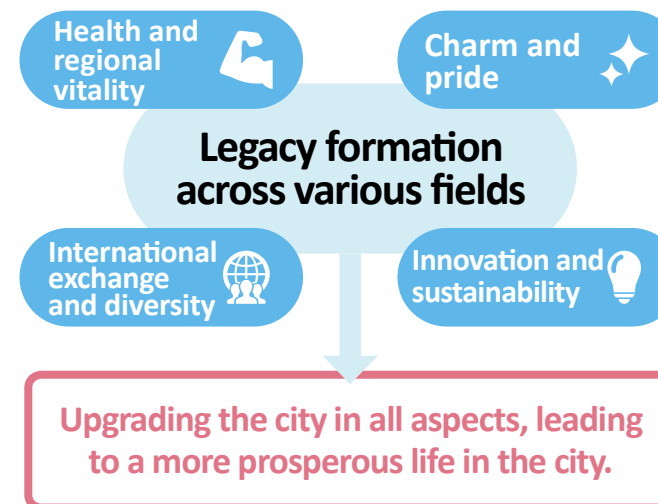 Health and
regional
vitality
Charm and
pride
Legacy formation
across various fields
International
exchange
and diversity
Innovation and
sustainability
Upgrading the city in all aspects, leading
to a more prosperous life in the city.